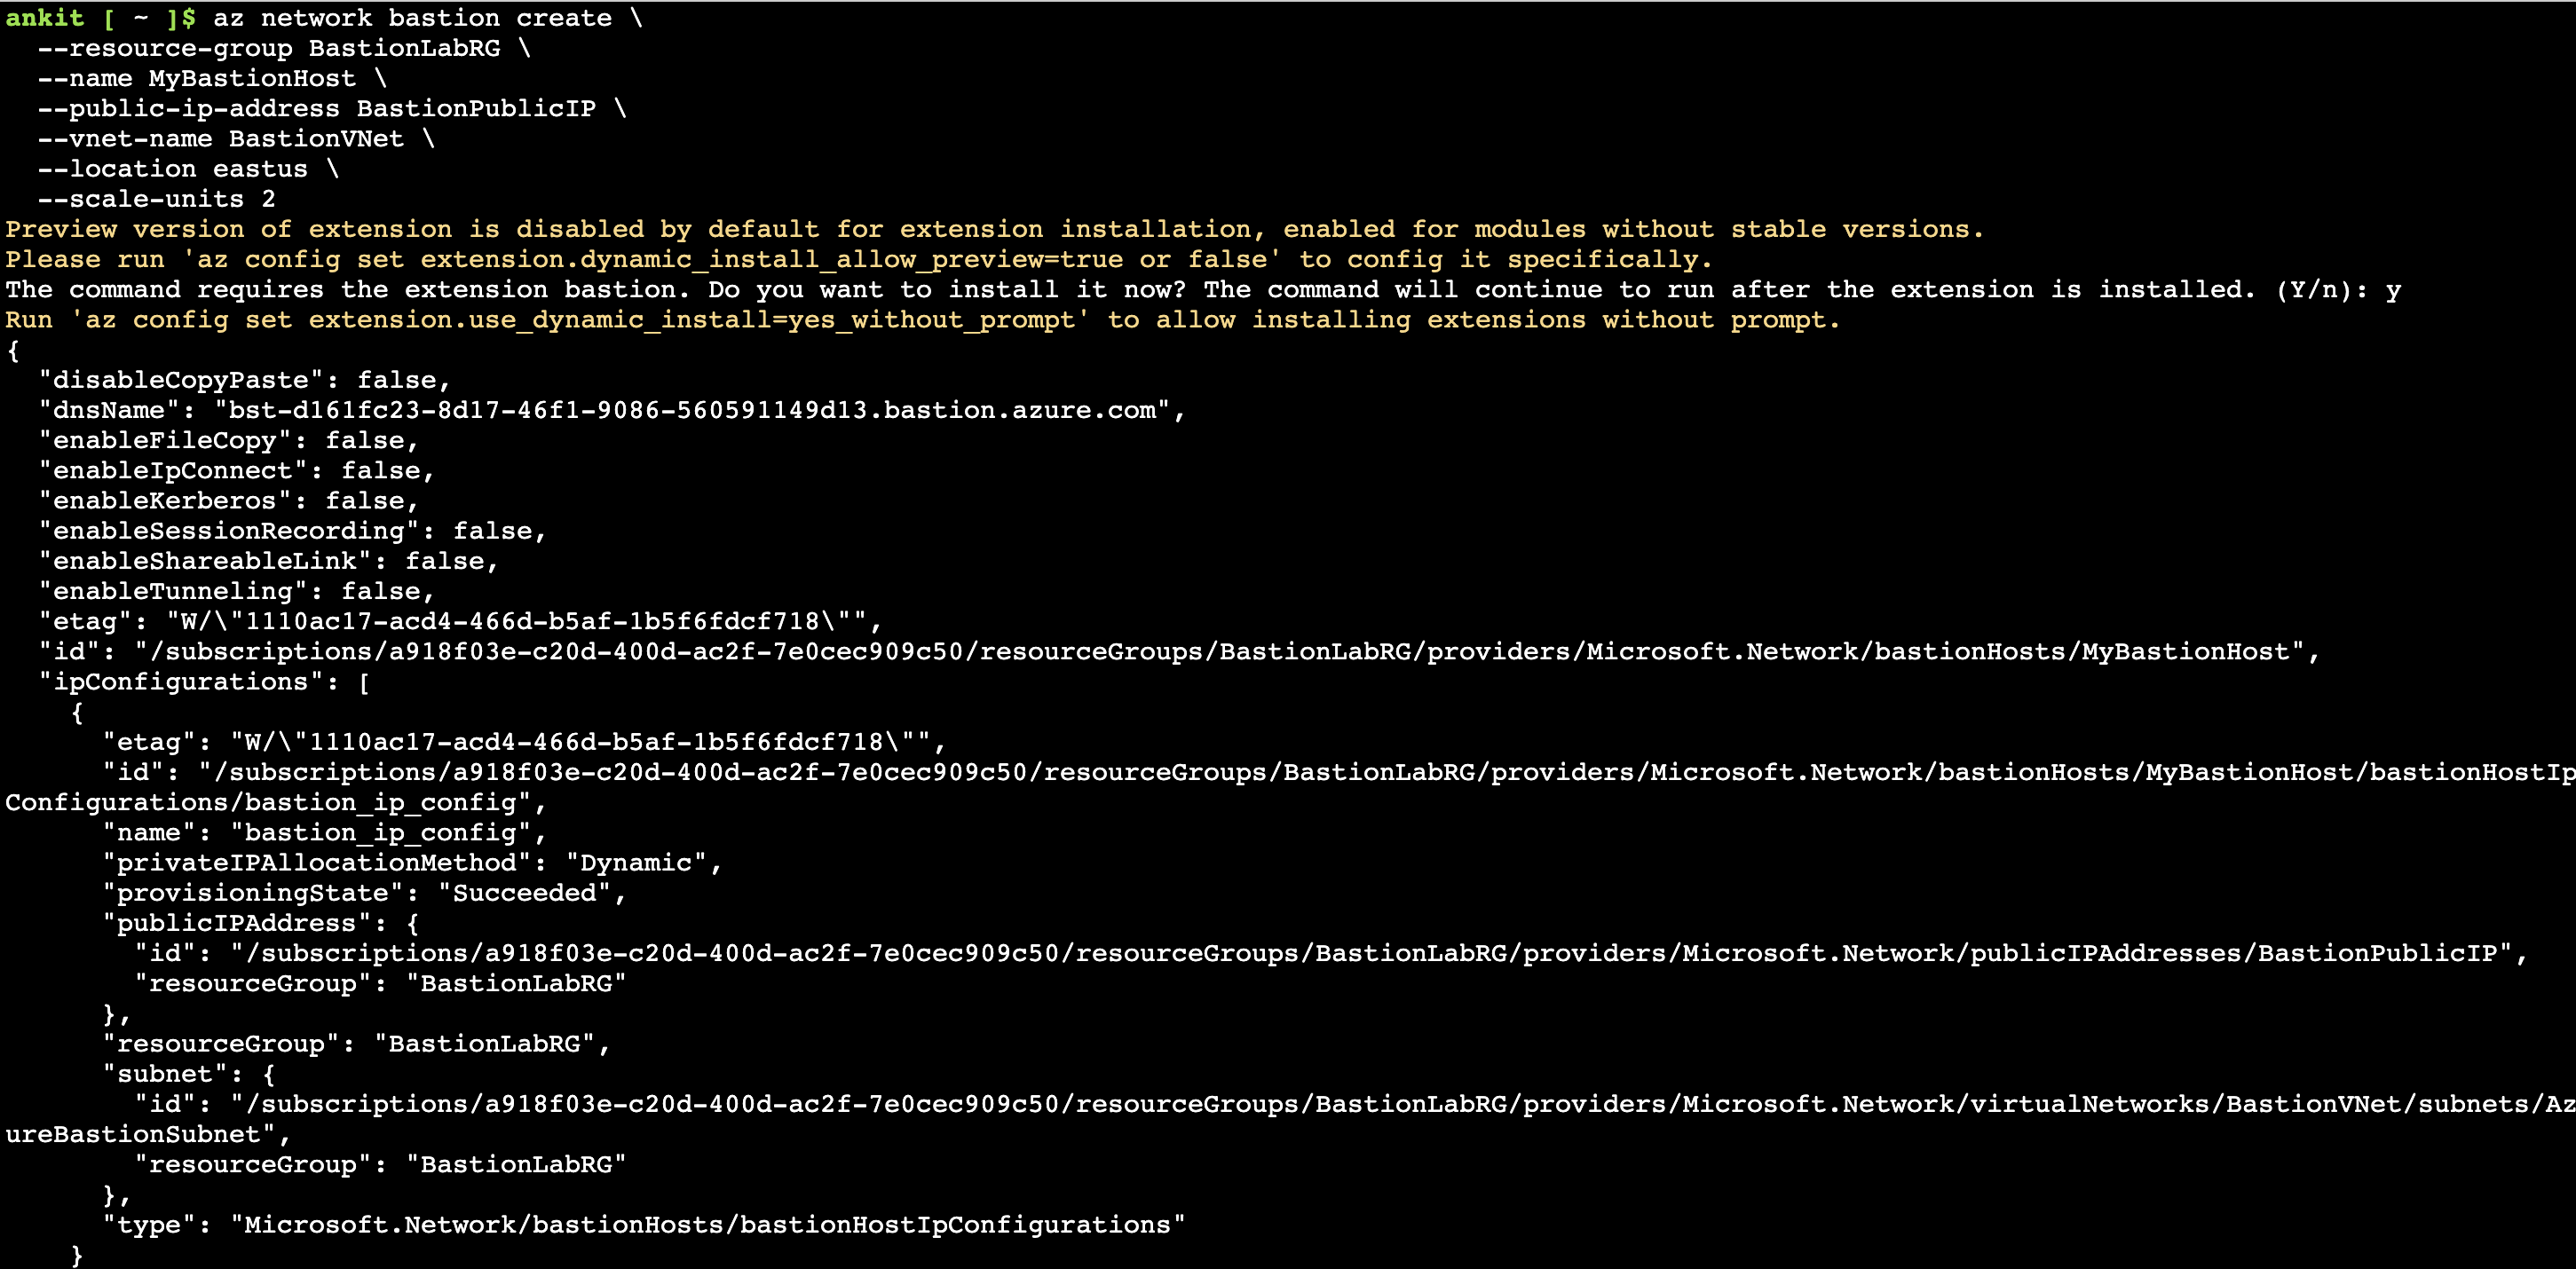 ankit [ ~ ]$ az network bastion create \
  --resource-group BastionLabRG \
  --name MyBastionHost \
  --public-ip-address BastionPublicIP \
  --vnet-name BastionVNet \
  --location eastus \
  --scale-units 2
Preview version of extension is disabled by default for extension installation, enabled for modules without stable versions.
Please run 'az config set extension.dynamic_install_allow_preview=true or false' to config it specifically.
The command requires the extension bastion. Do you want to install it now? The command will continue to run after the extension is installed. (Y/n): y
Run 'az config set extension.use_dynamic_install=yes_without_prompt' to allow installing extensions without prompt.
{
  "disableCopyPaste": false,
  "dnsName": "bst-d161fc23-8d17-46f1-9086-560591149d13.bastion.azure.com",
  "enableFileCopy": false,
  "enableIpConnect": false,
  "enableKerberos": false,
  "enableSessionRecording": false,
  "enableShareableLink": false,
  "enableTunneling": false,
  "etag": "W/\"1110ac17-acd4-466d-b5af-1b5f6fdcf718\"",
  "id": "/subscriptions/a918f03e-c20d-400d-ac2f-7e0cec909c50/resourceGroups/BastionLabRG/providers/Microsoft.Network/bastionHosts/MyBastionHost",
  "ipConfigurations": [
    {
      "etag": "W/\"1110ac17-acd4-466d-b5af-1b5f6fdcf718\"",
      "id": "/subscriptions/a918f03e-c20d-400d-ac2f-7e0cec909c50/resourceGroups/BastionLabRG/providers/Microsoft.Network/bastionHosts/MyBastionHost/bastionHostIp
Configurations/bastion_ip_config",
      "name": "bastion_ip_config",
      "privateIPAllocationMethod": "Dynamic",
      "provisioningState": "Succeeded",
      "publicIPAddress": {
        "id": "/subscriptions/a918f03e-c20d-400d-ac2f-7e0cec909c50/resourceGroups/BastionLabRG/providers/Microsoft.Network/publicIPAddresses/BastionPublicIP",
        "resourceGroup": "BastionLabRG"
      },
      "resourceGroup": "BastionLabRG",
      "subnet": {
        "id": "/subscriptions/a918f03e-c20d-400d-ac2f-7e0cec909c50/resourceGroups/BastionLabRG/providers/Microsoft.Network/virtualNetworks/BastionVNet/subnets/Az
ureBastionSubnet",
        "resourceGroup": "BastionLabRG"
      },
      "type": "Microsoft.Network/bastionHosts/bastionHostIpConfigurations"
    }